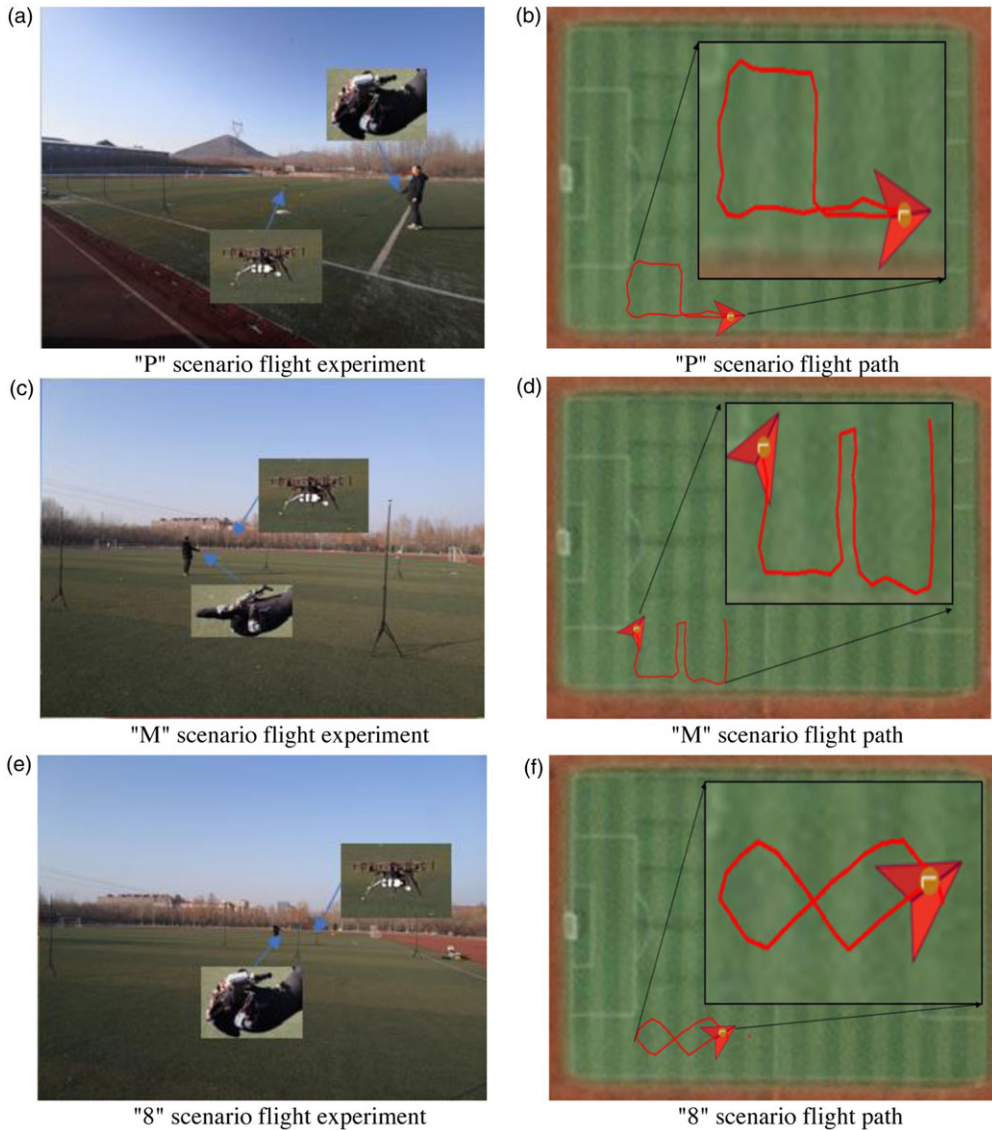 (a)
(b)
"P" scenario flight experiment
"P" scenario flight path
(c)
(d)
"M" scenario flight experiment
"M" scenario flight path
(e)
(f)
"8" scenario flight experiment
"8" scenario flight path